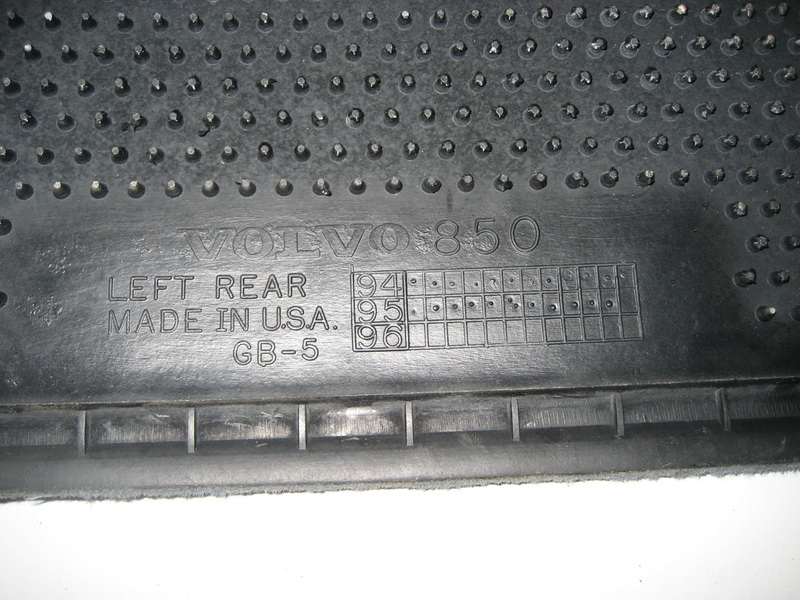 VOLVO 850
LEFT REAR
MADE IN U.S.A.
GB-5
94
95
96